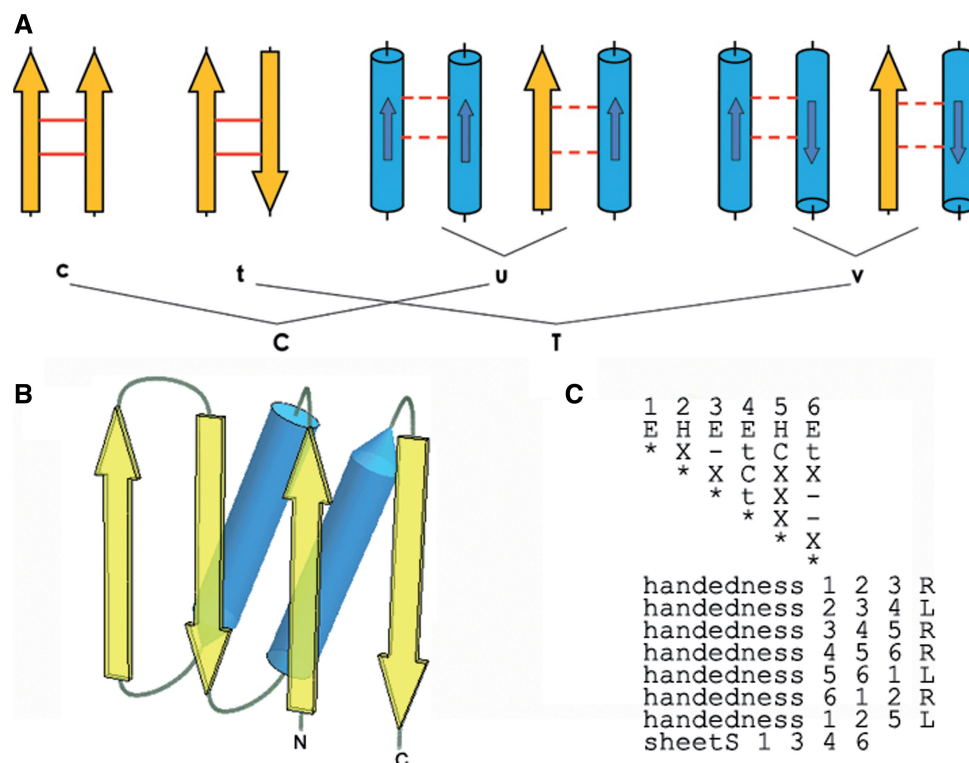 A
c t u v
C T
B
N
C
C
1 2 3 4 5 6
E H E E H E
* X - t C t
* X C X X
* t X -
* X -
* X
*
handedness 1 2 3 R
handedness 2 3 4 L
handedness 3 4 5 R
handedness 4 5 6 R
handedness 5 6 1 L
handedness 6 1 2 R
handedness 1 2 5 L
sheetS 1 3 4 6